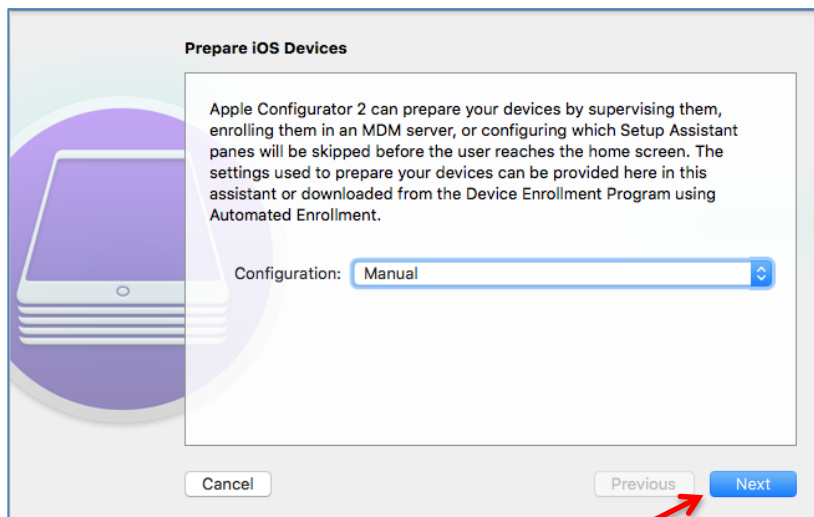 Prepare iOS Devices
Apple Configurator 2 can prepare your devices by supervising them,
enrolling them in an MDM server, or configuring which Setup Assistant
panes will be skipped before the user reaches the home screen. The
settings used to prepare your devices can be provided here in this
assistant or downloaded from the Device Enrollment Program using
Automated Enrollment.
Configuration: Manual
Cancel Previous Next